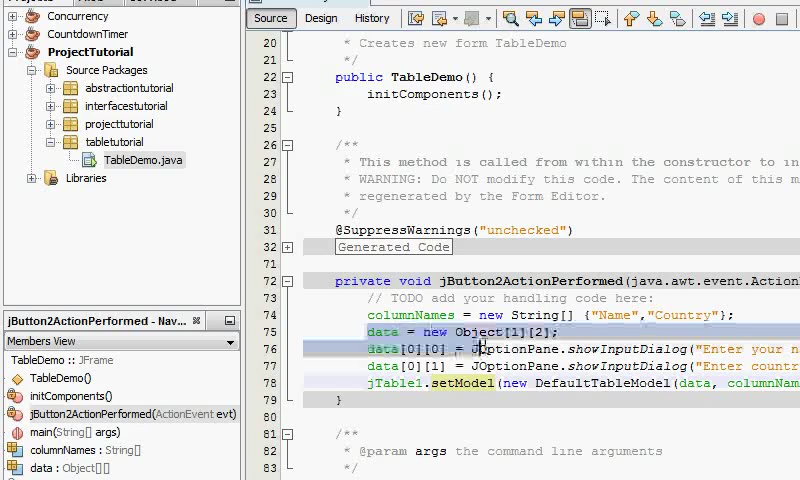 Concurrency
CountdownTimer
ProjectTutorial
Source Packages
abstractiontutorial
interfacestutorial
projecttutorial
tabletutorial
TableDemo.java
Libraries
jButton2ActionPerformed - Nav...
Members View
TableDemo :: JFrame
TableDemo()
initComponents()
jButton2ActionPerformed(ActionEvent evt)
main(String[] args)
columnNames : String[]
data : Object[][]
Source Design History
20 * Creates new form TableDemo
21 */
22 public TableDemo() {
23 initComponents();
24 }
25
26 /**
27 * This method is called from within the constructor to in
28 * WARNING: Do NOT modify this code. The content of this m
29 * regenerated by the Form Editor.
30 */
31 @SuppressWarnings("unchecked")
32 Generated Code
71
72 private void jButton2ActionPerformed(java.awt.event.Action
73 // TODO add your handling code here:
74 columnNames = new String[] {"Name","Country"};
75 data = new Object[1][2];
76 data[0][0] = JOptionPane.showInputDialog("Enter your n
77 data[0][1] = JOptionPane.showInputDialog("Enter countr
78 jTable1.setModel(new DefaultTableModel(data, columnNam
79 }
80
81 /**
82 * @param args the command line arguments
83 */